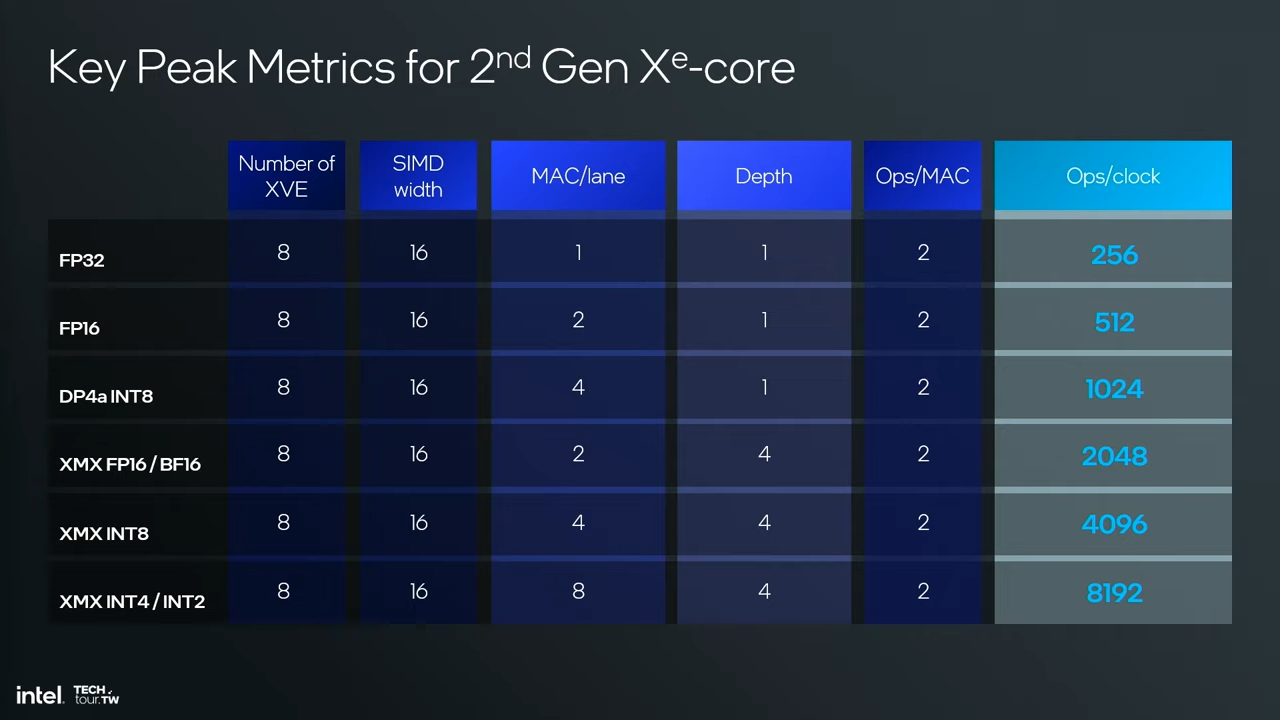 Key Peak Metrics for 2nd Gen Xe-core
Number of XVE SIMD width MAC/lane Depth Ops/MAC Ops/clock
FP32 8 16 1 1 2 256
FP16 8 16 2 1 2 512
DP4a INT8 8 16 4 1 2 1024
XMX FP16 / BF16 8 16 2 4 2 2048
XMX INT8 8 16 4 4 2 4096
XMX INT4 / INT2 8 16 8 4 2 8192
intel. TECH
tour.TW